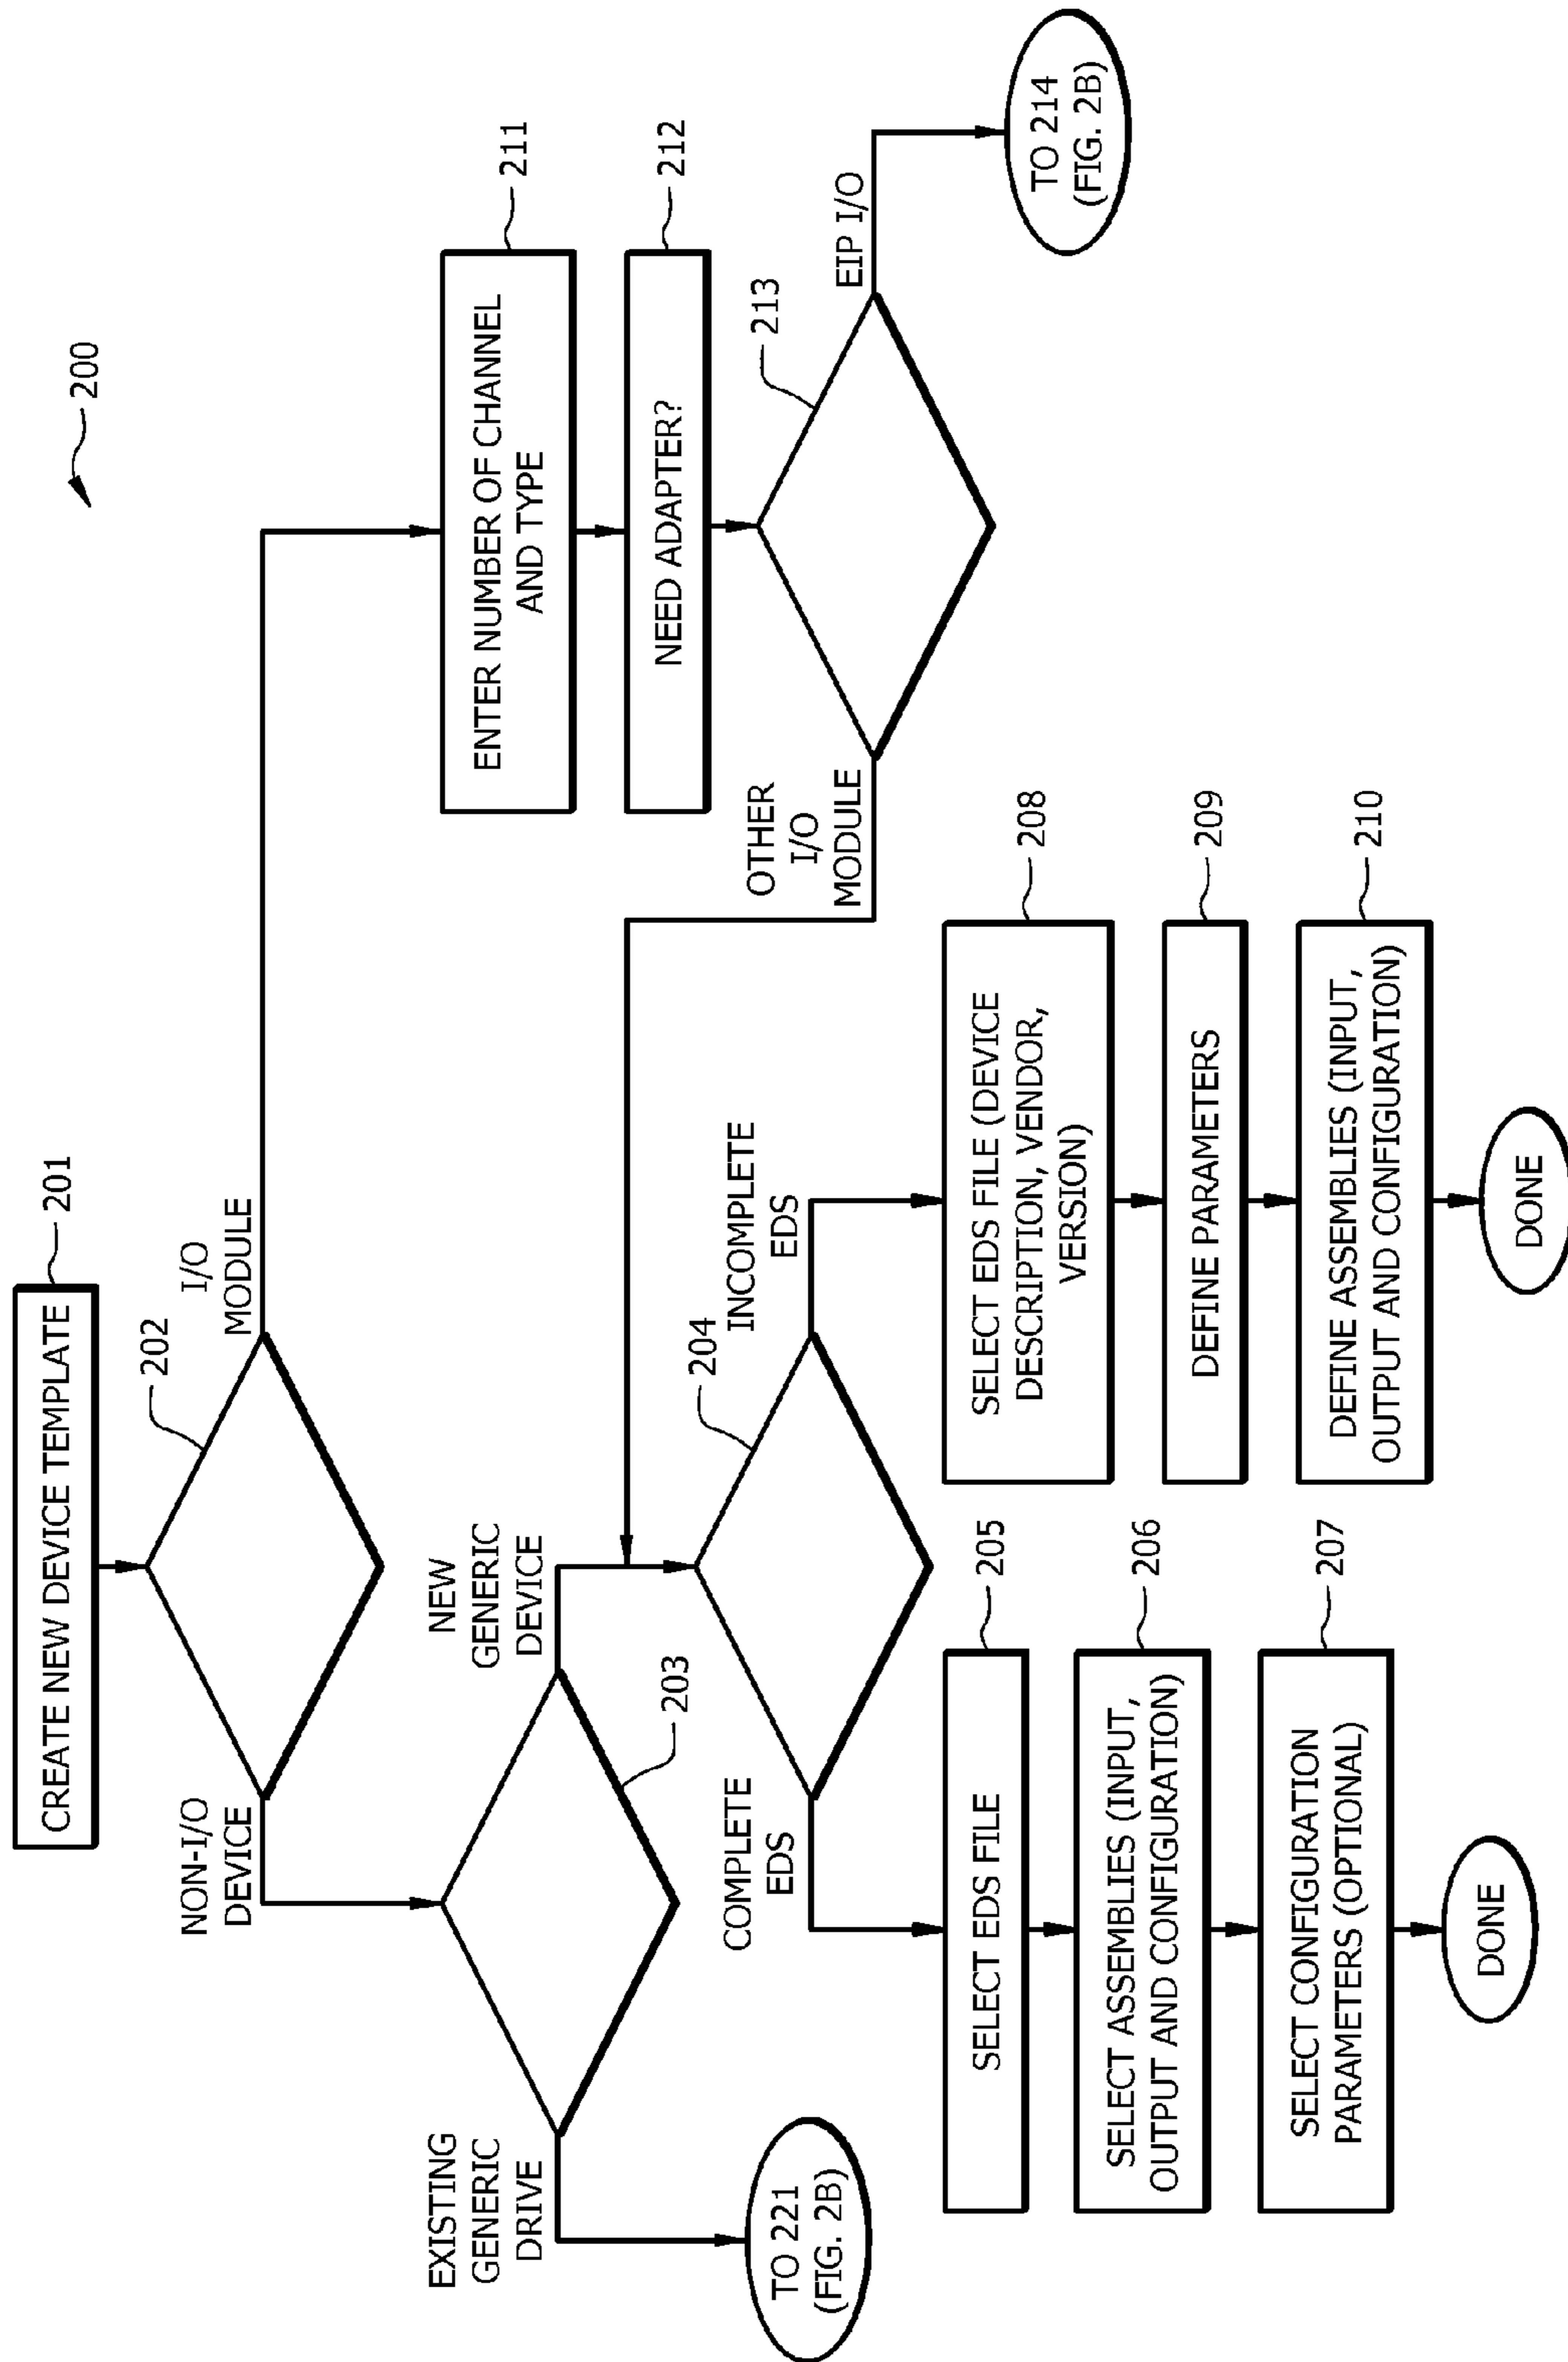 200
CREATE NEW DEVICE TEMPLATE
201
202
NON-I/O
DEVICE
I/O
MODULE
203
EXISTING
GENERIC
DRIVE
NEW
GENERIC
DEVICE
TO 221
(FIG. 2B)
204
COMPLETE
EDS
INCOMPLETE
EDS
SELECT EDS FILE
205
SELECT ASSEMBLIES (INPUT,
OUTPUT AND CONFIGURATION)
206
SELECT CONFIGURATION
PARAMETERS (OPTIONAL)
207
DONE
SELECT EDS FILE (DEVICE
DESCRIPTION, VENDOR,
VERSION)
208
DEFINE PARAMETERS
209
DEFINE ASSEMBLIES (INPUT,
OUTPUT AND CONFIGURATION)
210
DONE
ENTER NUMBER OF CHANNEL
AND TYPE
211
NEED ADAPTER?
212
213
OTHER
I/O
MODULE
EIP I/O
TO 214
(FIG. 2B)